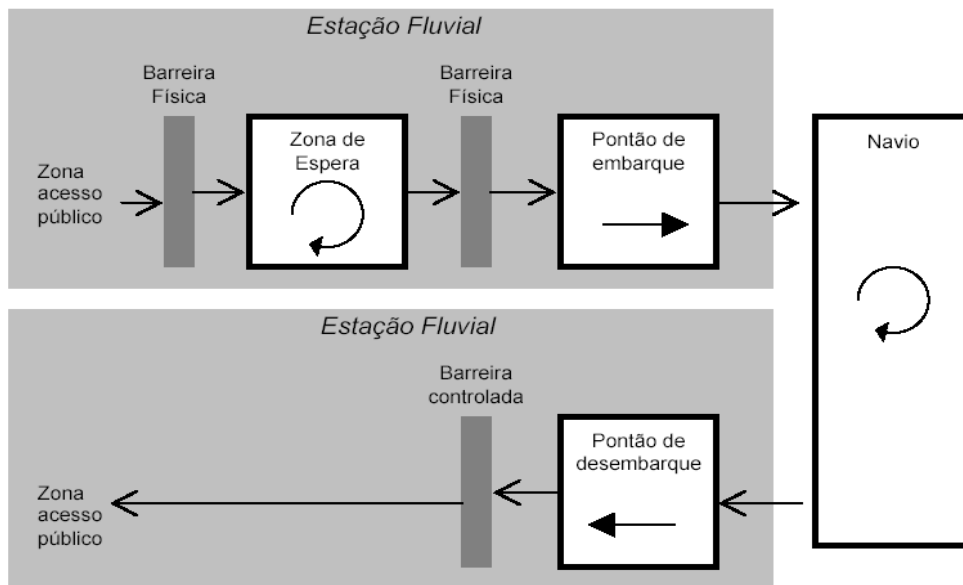 Estação Fluvial
Barreira
Física
Barreira
Física
Zona de
Espera
Pontão de
embarque
Navio
Zona
acesso
público
Estação Fluvial
Barreira
controlada
Pontão de
desembarque
Zona
acesso
público